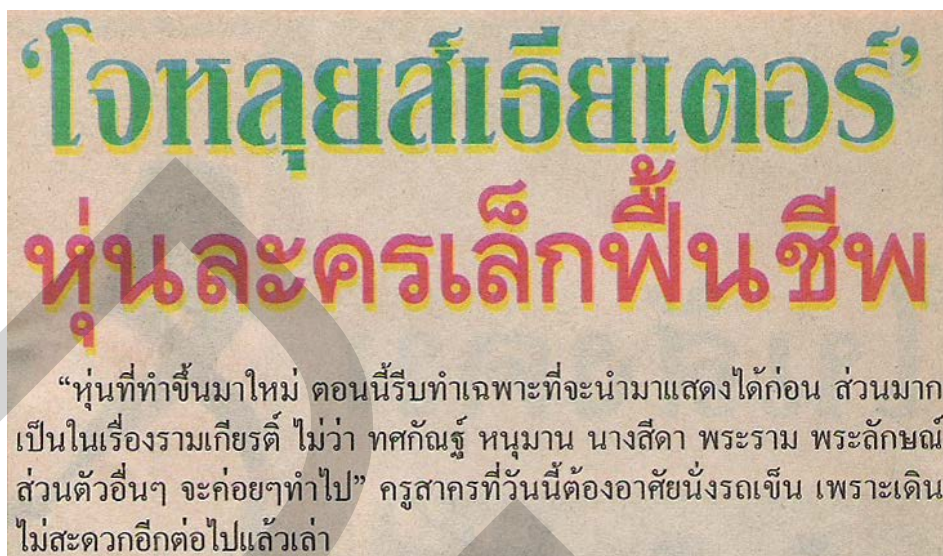 ‘โจหลุยส์เธียเตอร์’
หุ่นละครเล็กฟื้นชีพ
“หุ่นที่ทำขึ้นมาใหม่ ตอนนี้รีบทำเฉพาะที่จะนำมาแสดงได้ก่อน ส่วนมาก
เป็นในเรื่องรามเกียรติ์ ไม่ว่า ทศกัณฐ์ หนุมาน นางสีดา พระราม พระลักษณ์
ส่วนตัวอื่นๆ จะค่อยๆทำไป” ครูสาครที่วันนี้ต้องอาศัยนั่งรถเข็น เพราะเดิน
ไม่สะดวกอีกต่อไปแล้วเล่า